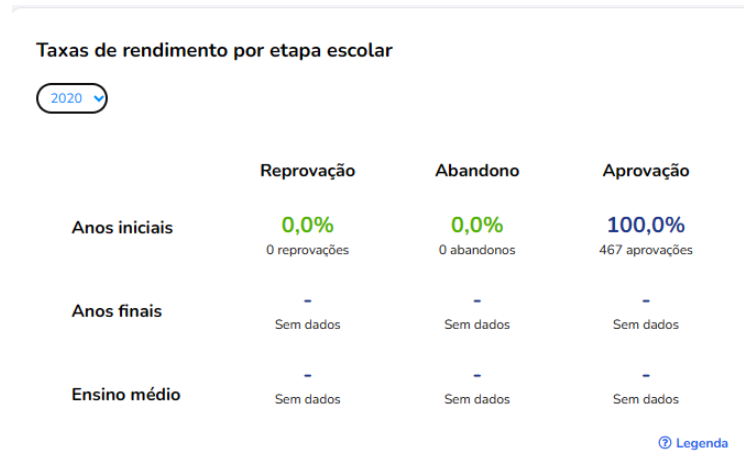 Taxas de rendimento por etapa escolar
2020
Reprovação Abandono Aprovação
Anos iniciais 0,0% 0,0% 100,0%
0 reprovações 0 abandonos 467 aprovações
Anos finais - - -
Sem dados Sem dados Sem dados
Ensino médio - - -
Sem dados Sem dados Sem dados
? Legenda